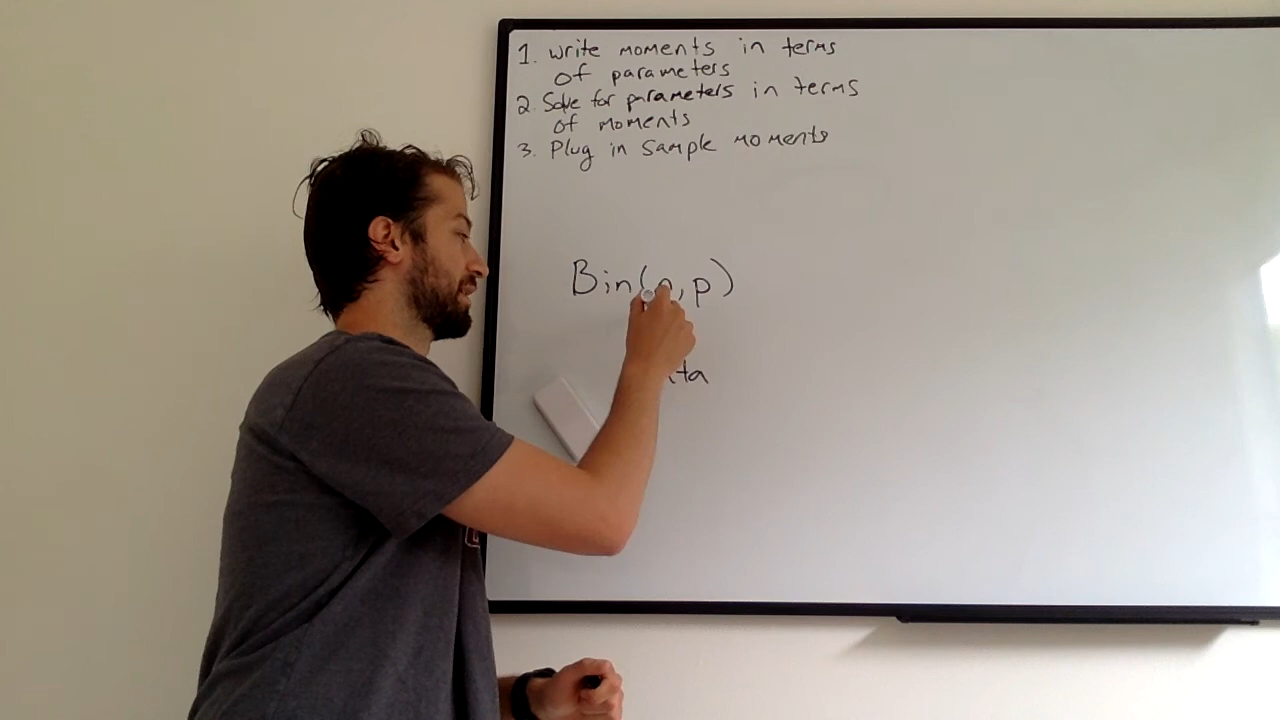 1. Write moments in terms
of parameters
2. Solve for parameters in terms
of moments
3. Plug in sample moments
Bin(n,p)